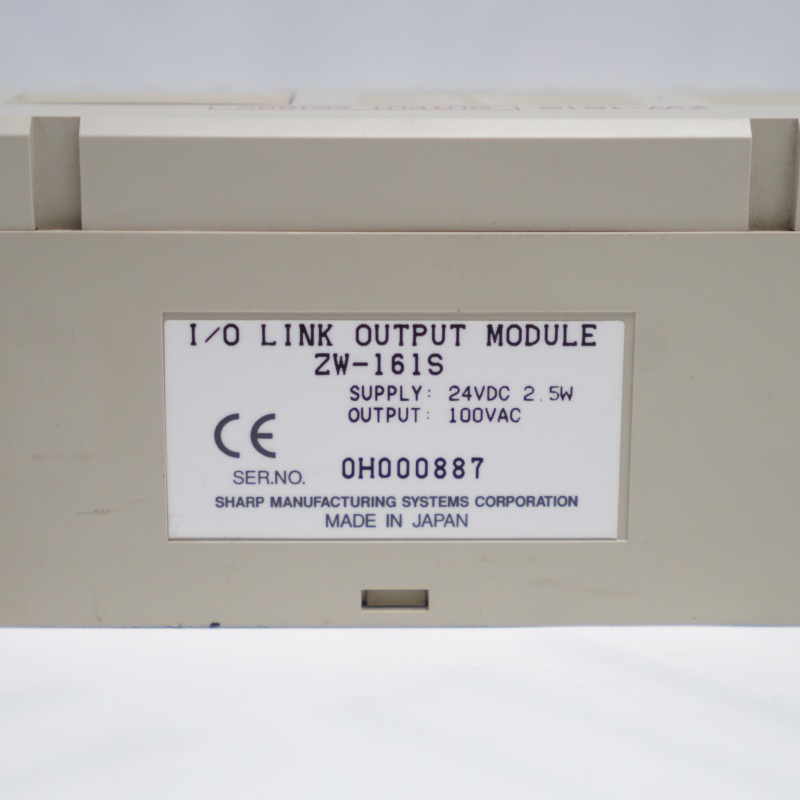 I/O LINK OUTPUT MODULE
ZW-161S
SUPPLY: 24VDC 2.5W
OUTPUT: 100VAC
CE
SER.NO. 0H000887
SHARP MANUFACTURING SYSTEMS CORPORATION
MADE IN JAPAN